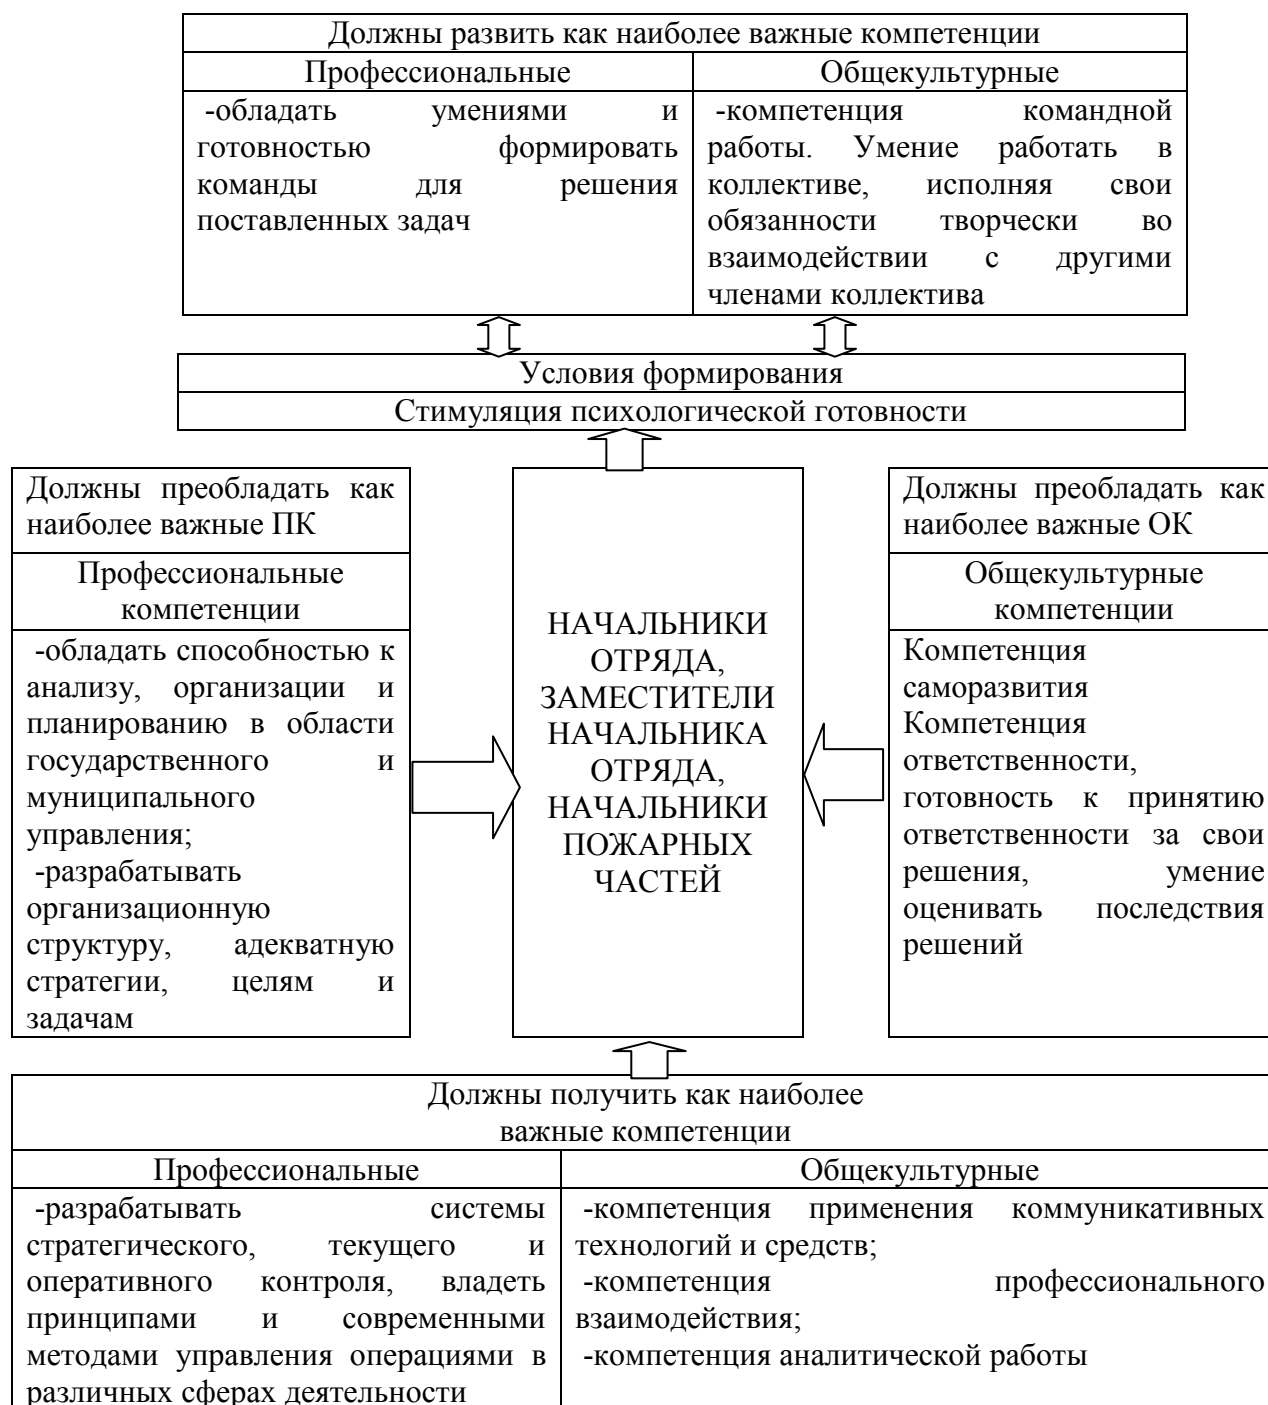 Должны развить как наиболее важные компетенции
Профессиональные
-обладать умениями и
готовностью формировать
команды для решения
поставленных задач
Общекультурные
-компетенция командной
работы. Умение работать в
коллективе, исполняя свои
обязанности творчески во
взаимодействии с другими
членами коллектива
Условия формирования
Стимуляция психологической готовности
Должны преобладать как
наиболее важные ПК
Профессиональные
компетенции
-обладать способностью к
анализу, организации и
планированию в области
государственного и
муниципального
управления;
-разрабатывать
организационную
структуру, адекватную
стратегии, целям и
задачам
НАЧАЛЬНИКИ
ОТРЯДА,
ЗАМЕСТИТЕЛИ
НАЧАЛЬНИКА
ОТРЯДА,
НАЧАЛЬНИКИ
ПОЖАРНЫХ
ЧАСТЕЙ
Должны преобладать как
наиболее важные ОК
Общекультурные
компетенции
Компетенция
саморазвития
Компетенция
ответственности,
готовность к принятию
ответственности за свои
решения, умение
оценивать последствия
решений
Должны получить как наиболее
важные компетенции
Профессиональные
-разрабатывать системы
стратегического, текущего и
оперативного контроля, владеть
принципами и современными
методами управления операциями в
различных сферах деятельности
Общекультурные
-компетенция применения коммуникативных
технологий и средств;
-компетенция профессионального
взаимодействия;
-компетенция аналитической работы